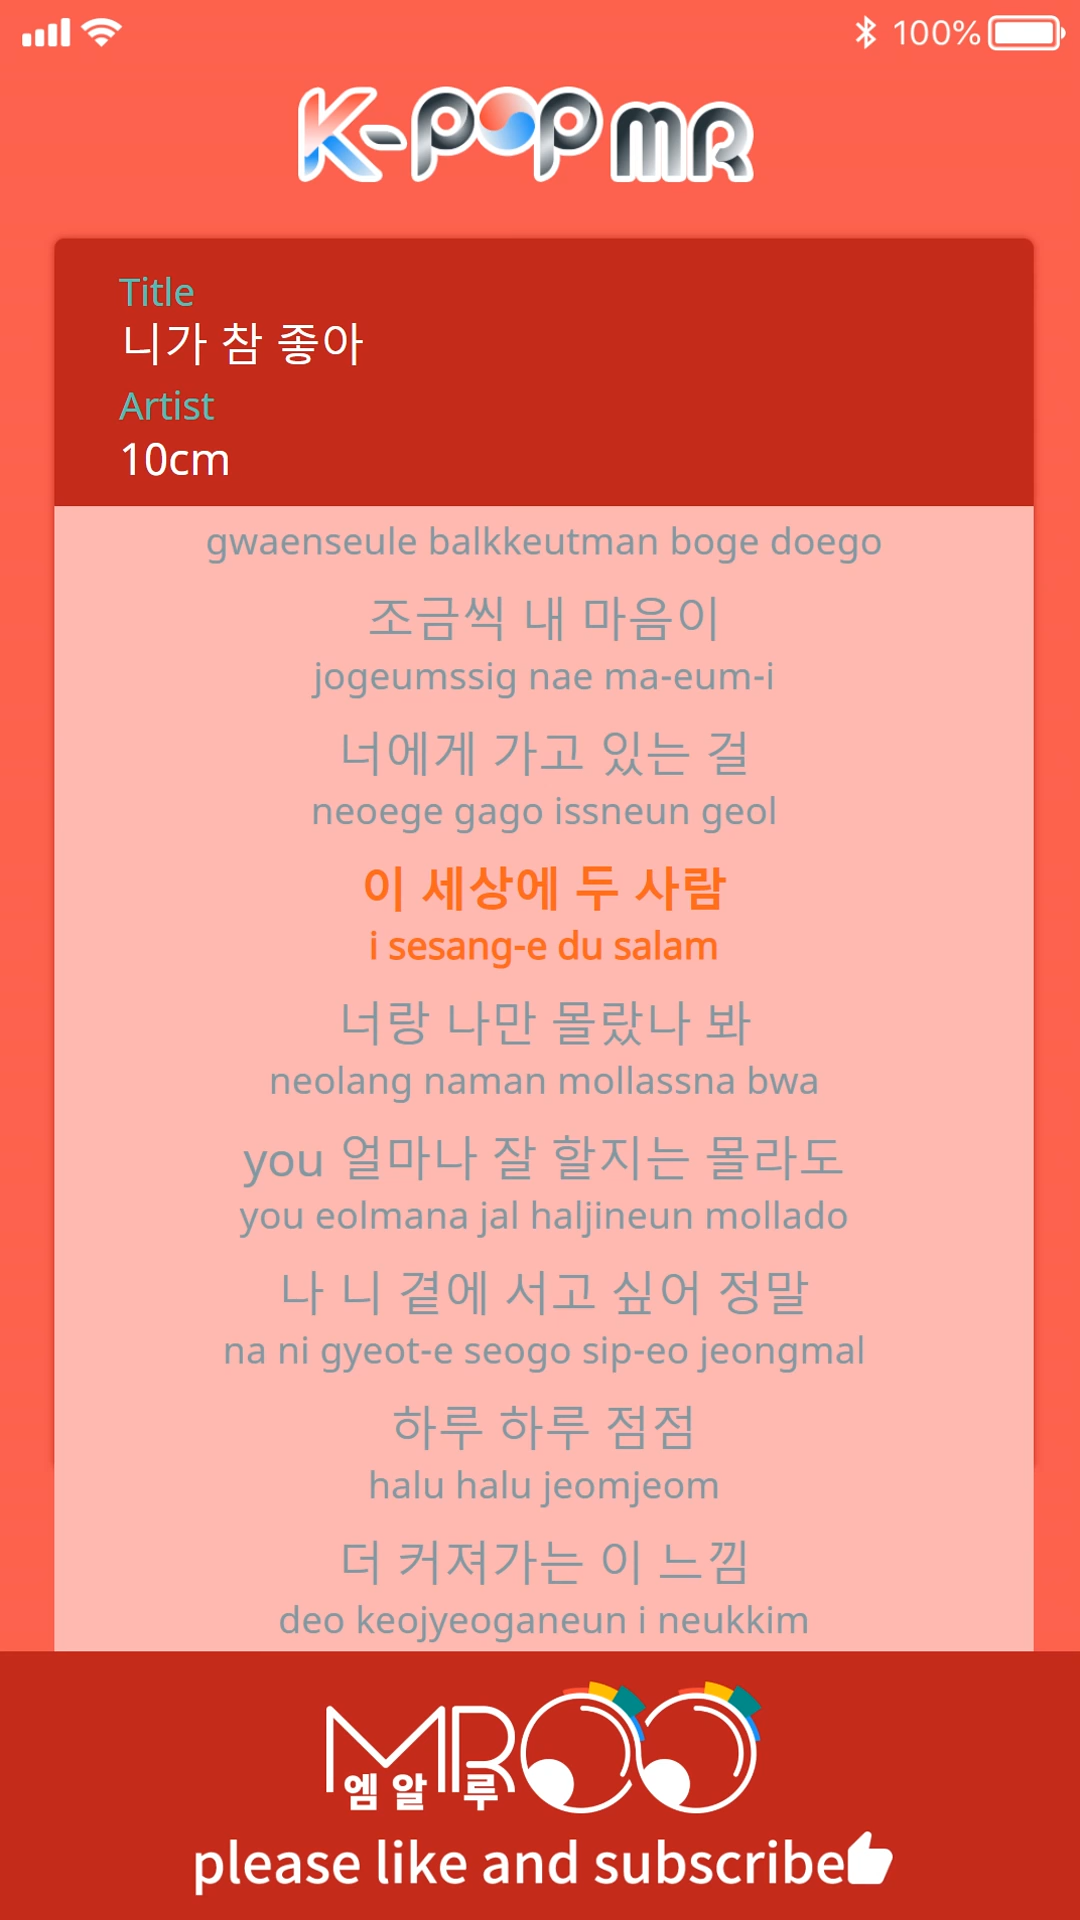 100%
K-POP MR
Title
니가 참 좋아
Artist
10cm
gwaenseule balkkeutman boge doego
조금씩 내 마음이
jogeumssig nae ma-eum-i
너에게 가고 있는 걸
neoege gago issneun geol
이 세상에 두 사람
i sesang-e du salam
너랑 나만 몰랐나 봐
neolang naman mollassna bwa
you 얼마나 잘 할지는 몰라도
you eolmana jal haljineun mollado
나 니 곁에 서고 싶어 정말
na ni gyeot-e seogo sip-eo jeongmal
하루 하루 점점
halu halu jeomjeom
더 커져가는 이 느낌
deo keojyeoganeun i neukkim
MROO
엠 알 루
please like and subscribe